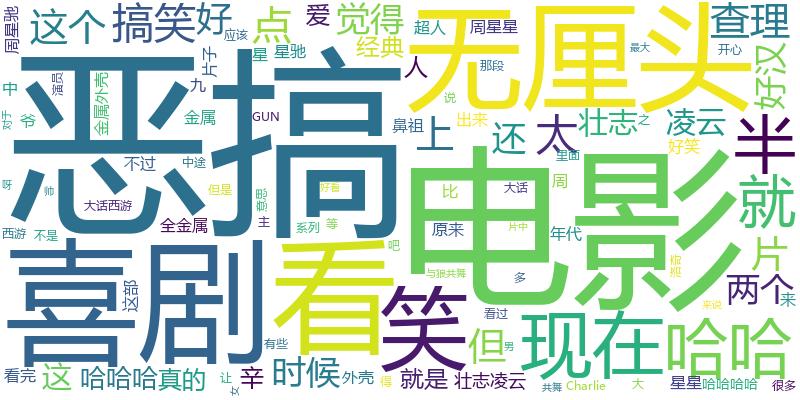 周星驰
这个
搞笑
好
应该
点
爱
觉得
超人
周星星
无厘头
查理
女
星
星驰
经典
那段
最大
开心
中
演员
金属外壳
九
片子
人
好汉
对于
爷
金属
GUN
鼻祖
说
出来
壮志
之
凌云
恶搞
上
还
太
好笑
半
不过
中途
里面
呀
帅
但是
意思
好看
比
周
大话
就
大话西游
主
电影
西游
不是
全金属
系列
等
原来
片中
年代
片
喜剧
看
吧
与狼共舞
这部
多
两个
来
笑
看过
来说
现在
哈哈
有些
但
男
看完
这
哈哈哈
真的
让
女
辛
时候
外壳
得
就是
壮志凌云
共舞
Charlie
大
星星
哈哈哈哈
很多